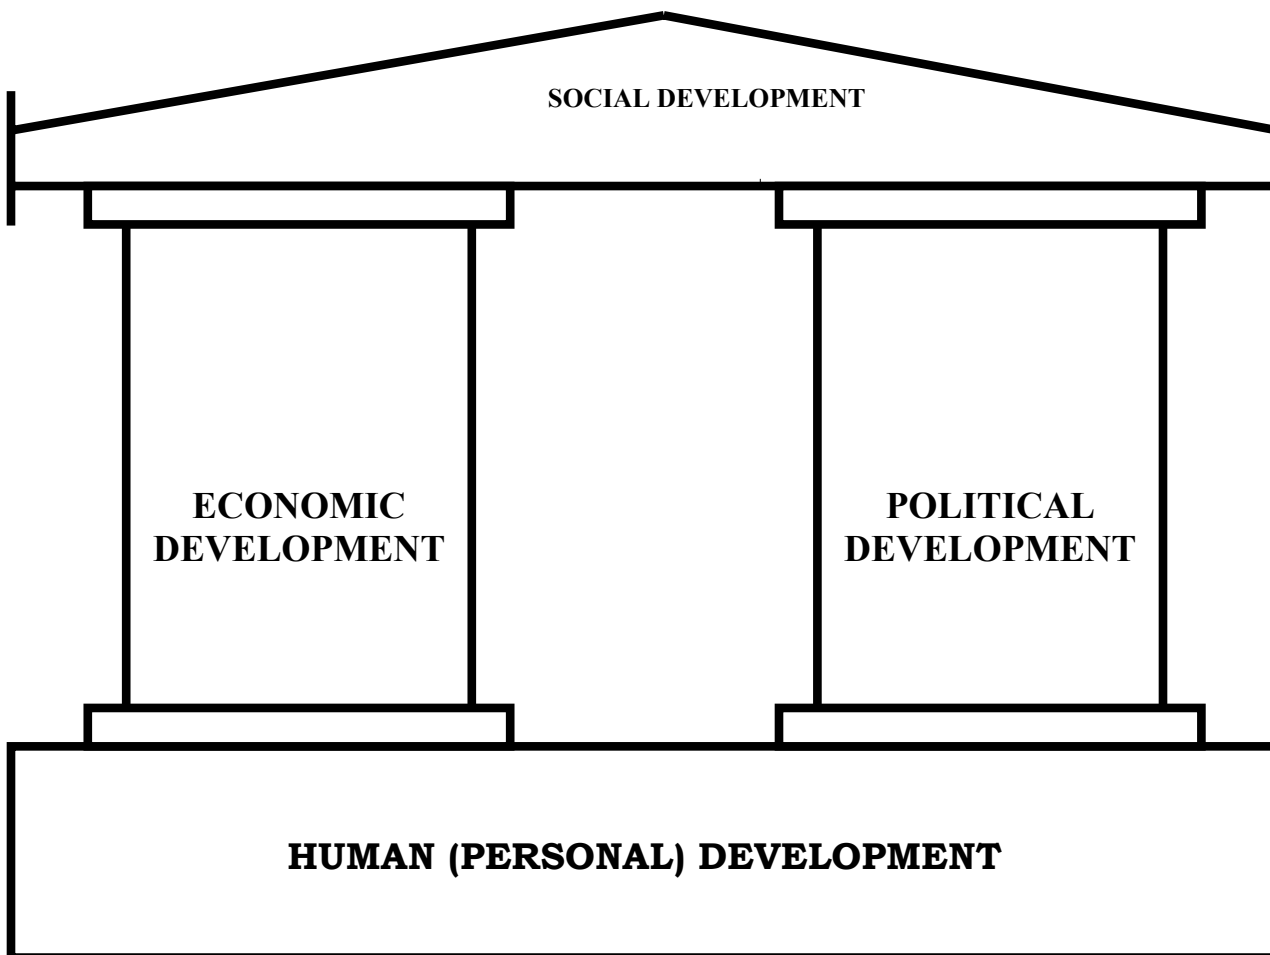 SOCIAL DEVELOPMENT
ECONOMIC
DEVELOPMENT
POLITICAL
DEVELOPMENT
HUMAN (PERSONAL) DEVELOPMENT